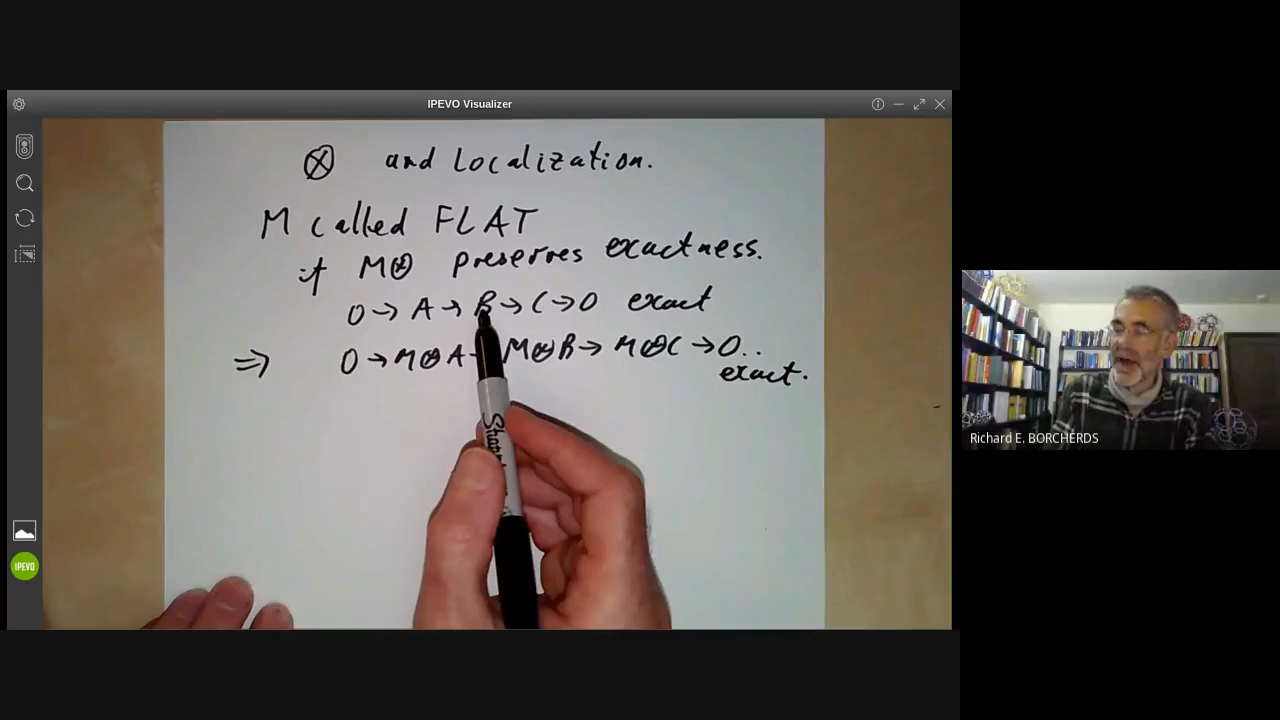 IPEVO Visualizer
⊗ and Localization.
M called FLAT
if M⊗ preserves exactness.
0 → A → B → C → 0 exact
⇒ 0 → M⊗A → M⊗B → M⊗C → 0..
exact.
Richard E. BORCHERDS
IPEVO